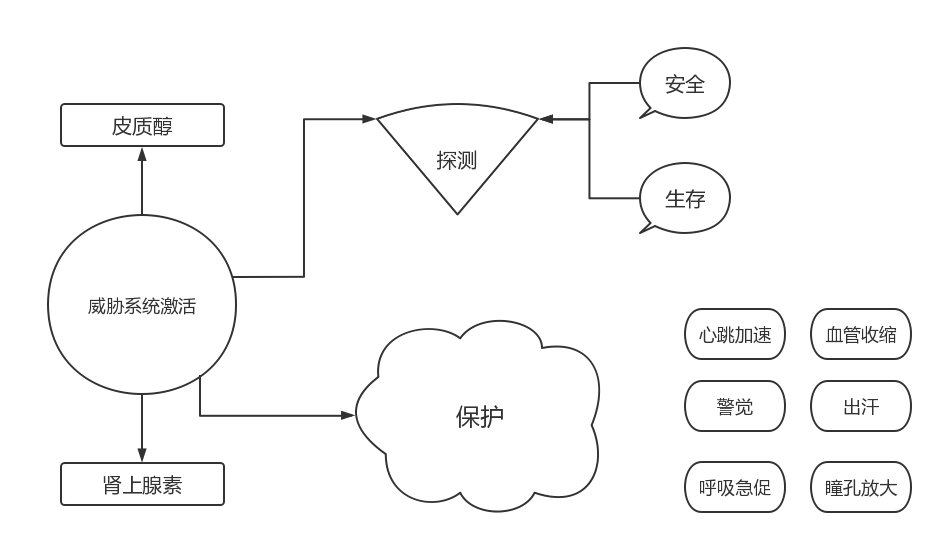 安全
皮质醇
探测
生存
威胁系统激活
心跳加速
血管收缩
保护
警觉
出汗
肾上腺素
呼吸急促
瞳孔放大